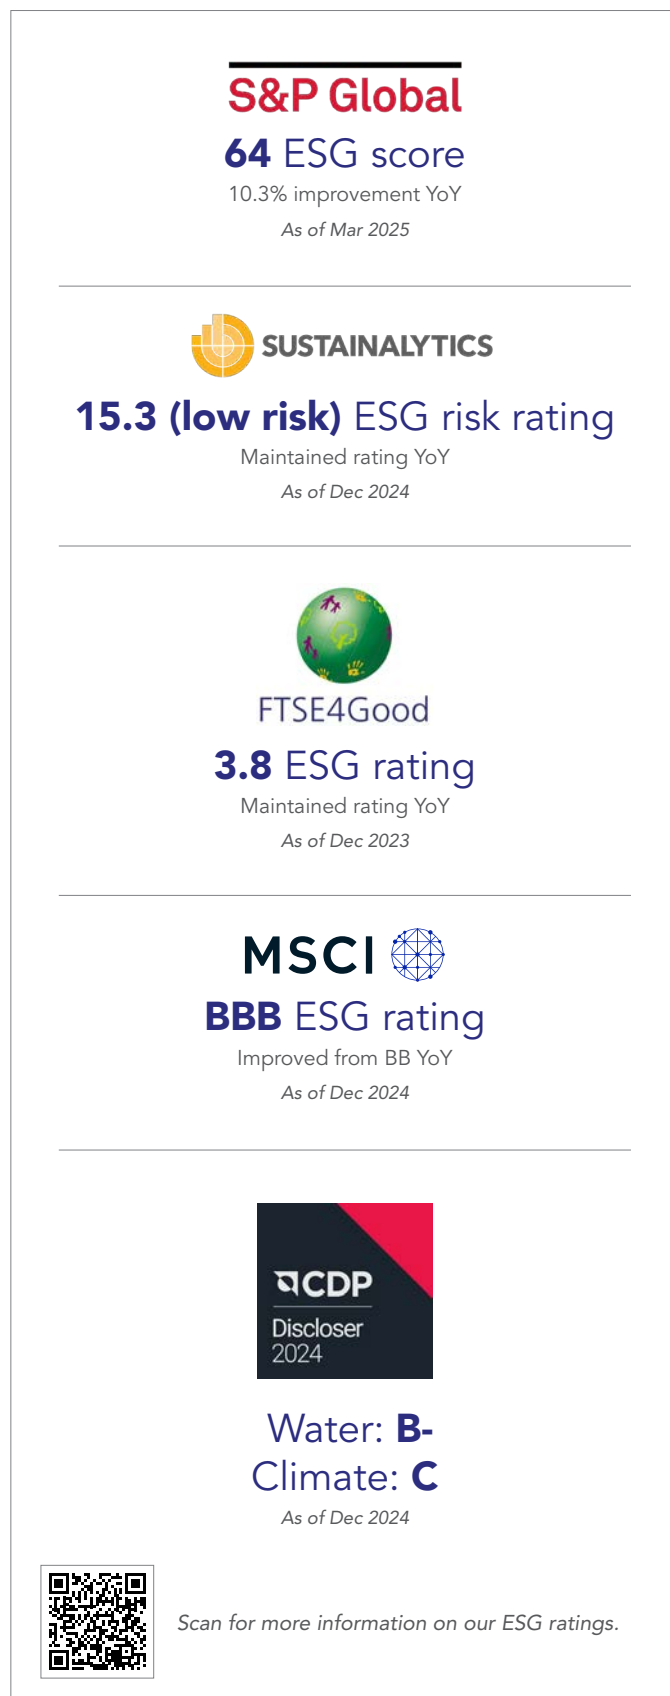 S&P Global
64 ESG score
10.3% improvement YoY
As of Mar 2025
SUSTAINALYTICS
15.3 (low risk) ESG risk rating
Maintained rating YoY
As of Dec 2024
FTSE4Good
3.8 ESG rating
Maintained rating YoY
As of Dec 2023
MSCI
BBB ESG rating
Improved from BB YoY
As of Dec 2024
CDP
Discloser
2024
Water: B-
Climate: C
As of Dec 2024
Scan for more information on our ESG ratings.